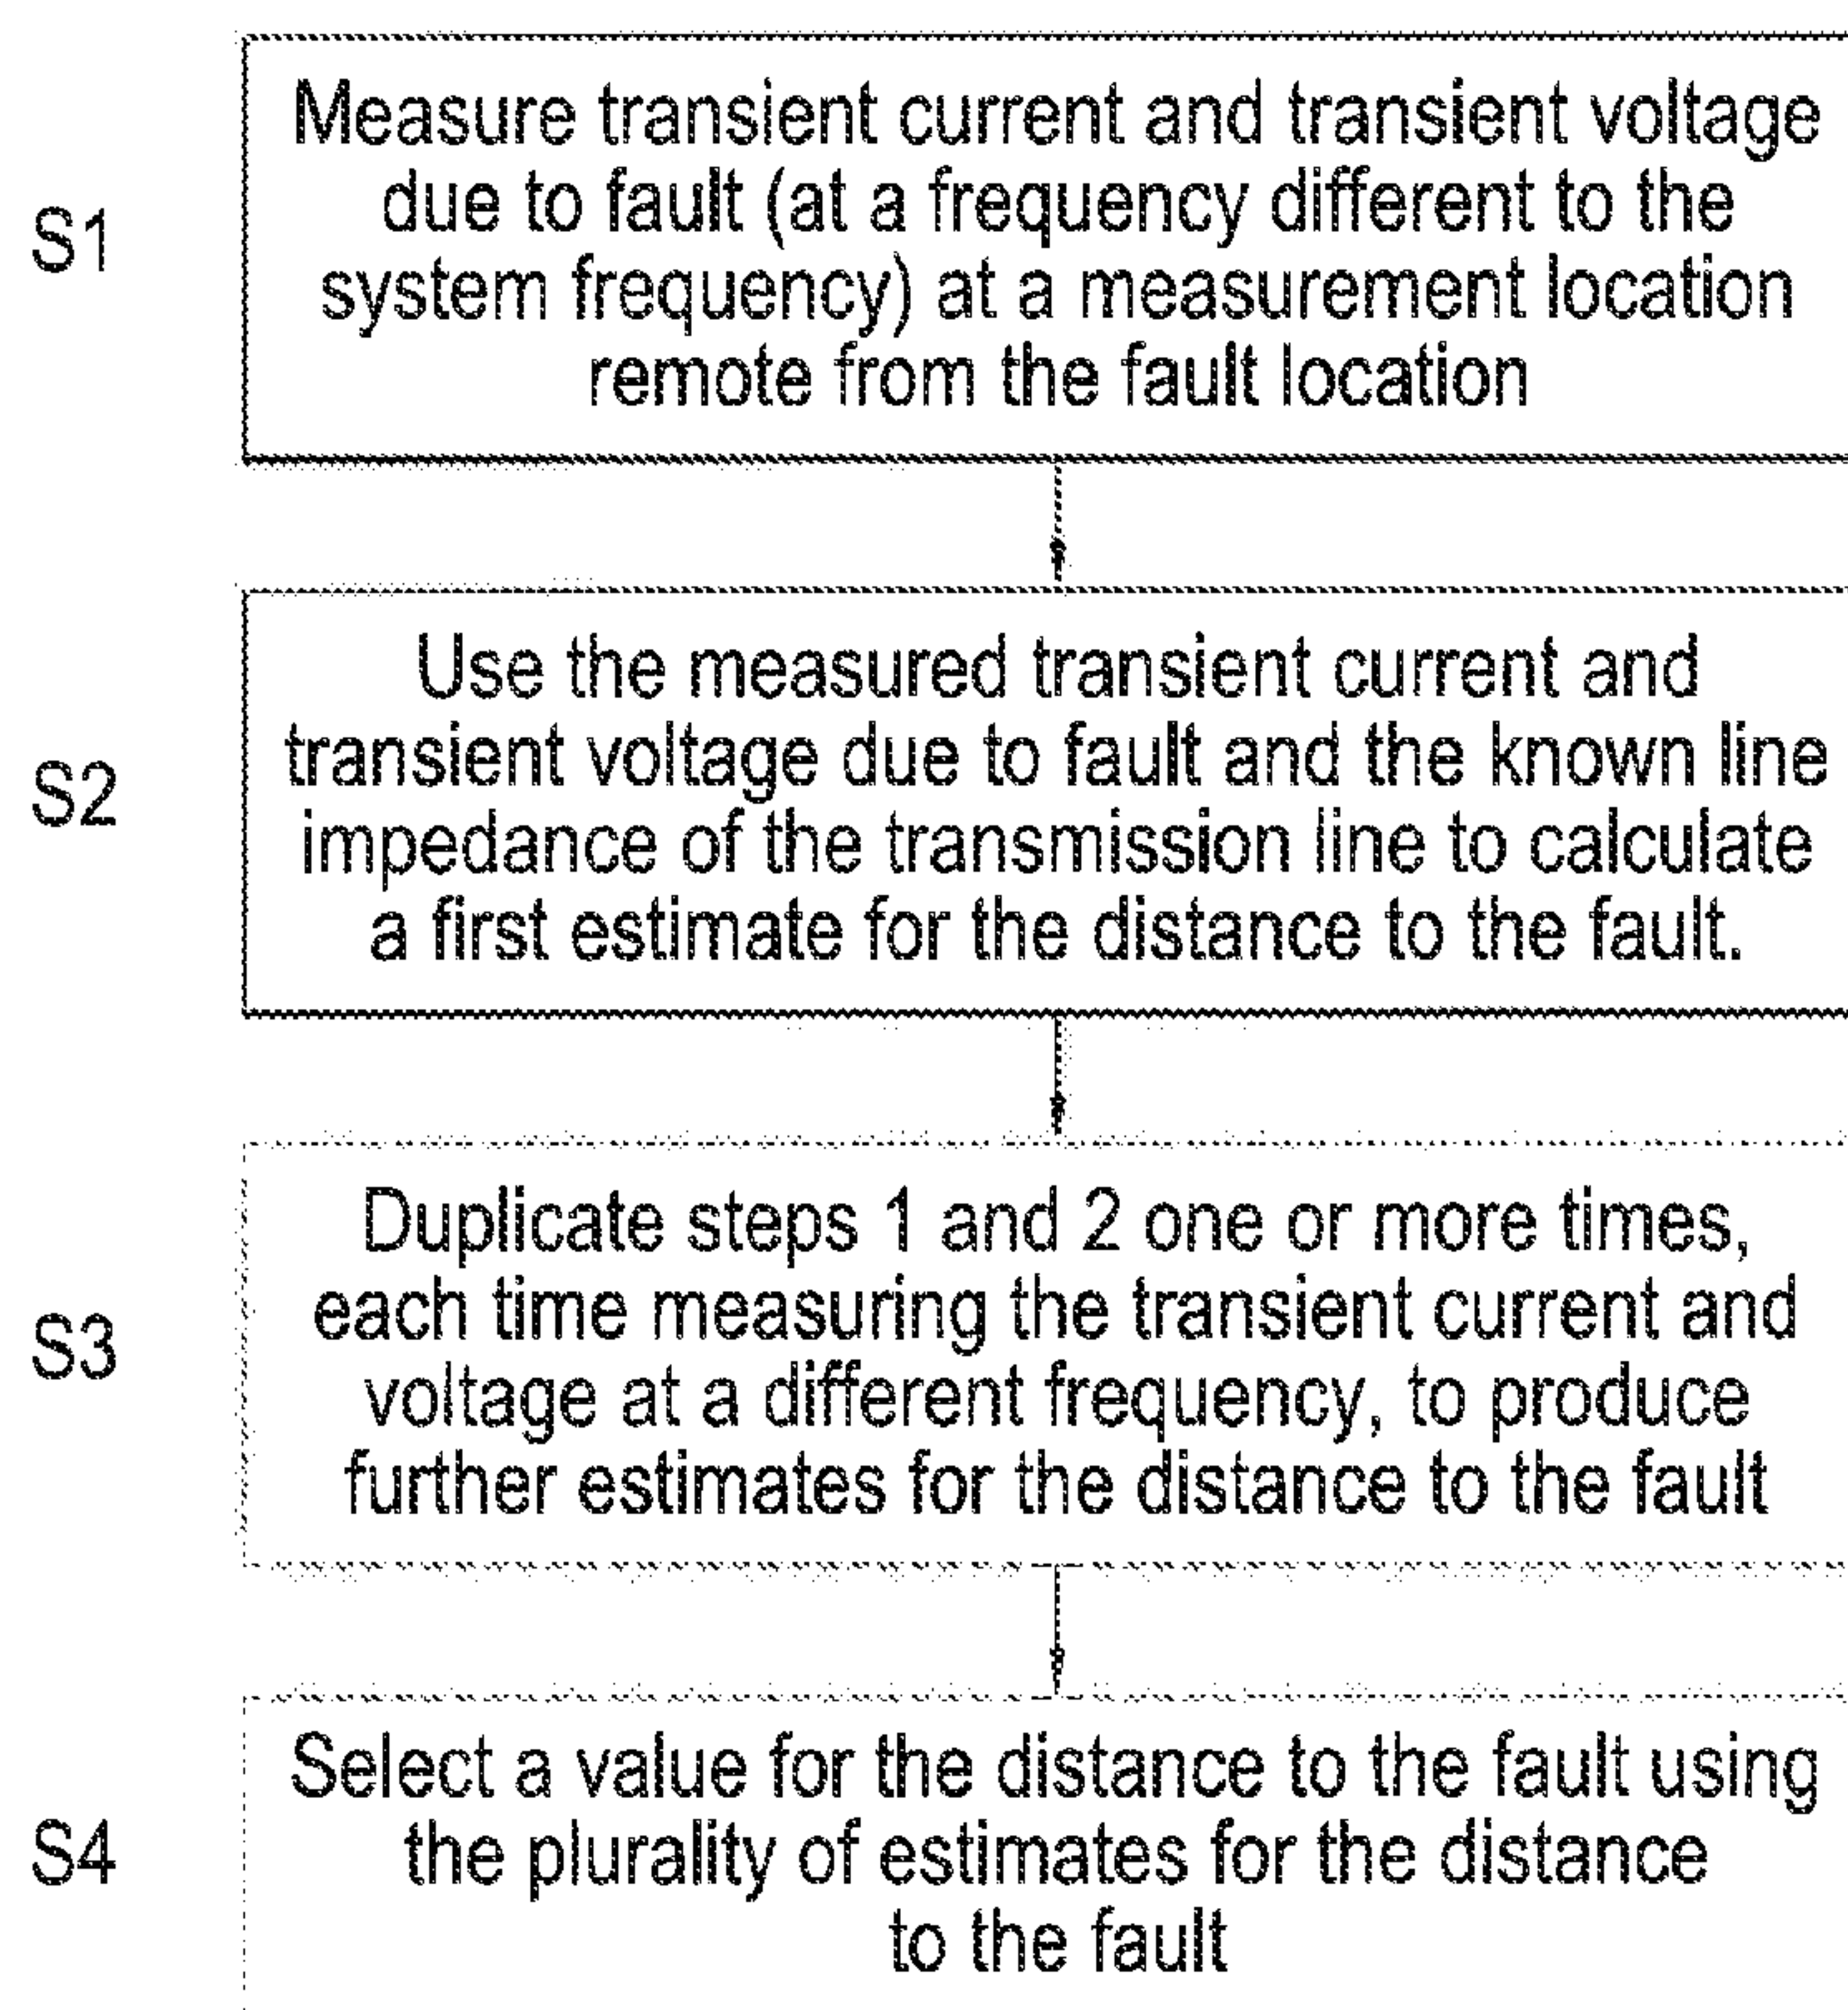 S1
Measure transient current and transient voltage
due to fault (at a frequency different to the
system frequency) at a measurement location
remote from the fault location
S2
Use the measured transient current and
transient voltage due to fault and the known line
impedance of the transmission line to calculate
a first estimate for the distance to the fault.
S3
Duplicate steps 1 and 2 one or more times,
each time measuring the transient current and
voltage at a different frequency, to produce
further estimates for the distance to the fault
S4
Select a value for the distance to the fault using
the plurality of estimates for the distance
to the fault